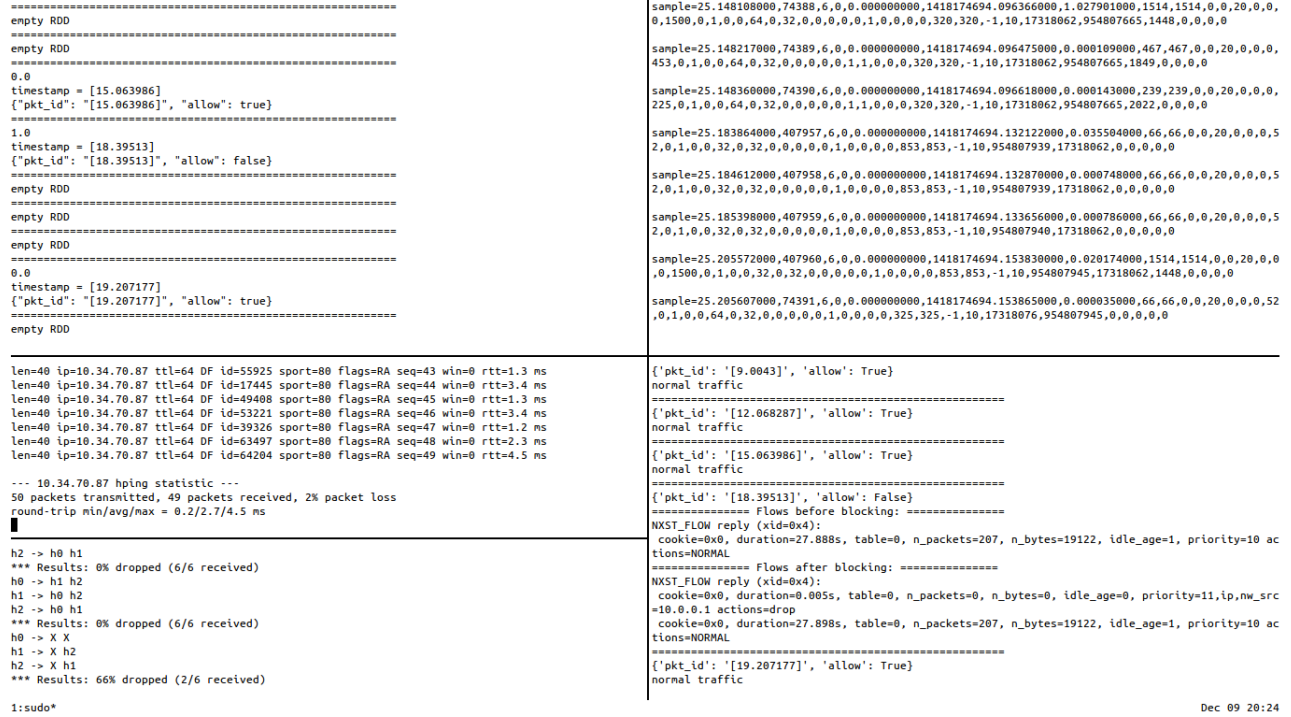 ============================================================
empty RDD
============================================================
empty RDD
============================================================
0.0
timestamp = [15.063986]
{"pkt_id": "[15.063986]", "allow": true}
============================================================
1.0
timestamp = [18.39513]
{"pkt_id": "[18.39513]", "allow": false}
============================================================
empty RDD
============================================================
empty RDD
============================================================
empty RDD
============================================================
0.0
timestamp = [19.207177]
{"pkt_id": "[19.207177]", "allow": true}
============================================================
empty RDD
sample=25.148108000,74388,6,0,0.000000000,1418174694.096366000,1.027901000,1514,1514,0,0,20,0,0,
0,1500,0,1,0,0,64,0,32,0,0,0,0,0,1,0,0,0,0,320,320,-1,10,17318062,954807665,1448,0,0,0,0
sample=25.148217000,74389,6,0,0.000000000,1418174694.096475000,0.000109000,467,467,0,0,20,0,0,0,
453,0,1,0,0,64,0,32,0,0,0,0,0,1,1,0,0,0,320,320,-1,10,17318062,954807665,1849,0,0,0,0
sample=25.148360000,74390,6,0,0.000000000,1418174694.096618000,0.000143000,239,239,0,0,20,0,0,0,
225,0,1,0,0,64,0,32,0,0,0,0,0,1,1,0,0,0,320,320,-1,10,17318062,954807665,2022,0,0,0,0
sample=25.183864000,407957,6,0,0.000000000,1418174694.132122000,0.035504000,66,66,0,0,20,0,0,0,5
2,0,1,0,0,32,0,32,0,0,0,0,0,1,0,0,0,0,853,853,-1,10,954807939,17318062,0,0,0,0,0
sample=25.184612000,407958,6,0,0.000000000,1418174694.132870000,0.000748000,66,66,0,0,20,0,0,0,5
2,0,1,0,0,32,0,32,0,0,0,0,0,1,0,0,0,0,853,853,-1,10,954807939,17318062,0,0,0,0,0
sample=25.185398000,407959,6,0,0.000000000,1418174694.133656000,0.000786000,66,66,0,0,20,0,0,0,5
2,0,1,0,0,32,0,32,0,0,0,0,0,1,0,0,0,0,853,853,-1,10,954807940,17318062,0,0,0,0,0
sample=25.205572000,407960,6,0,0.000000000,1418174694.153830000,0.020174000,1514,1514,0,0,20,0,0
,0,1500,0,1,0,0,32,0,32,0,0,0,0,0,1,0,0,0,0,853,853,-1,10,954807945,17318062,1448,0,0,0,0
sample=25.205607000,74391,6,0,0.000000000,1418174694.153865000,0.000035000,66,66,0,0,20,0,0,0,52
,0,1,0,0,64,0,32,0,0,0,0,0,1,0,0,0,0,325,325,-1,10,17318076,954807945,0,0,0,0,0
len=40 ip=10.34.70.87 ttl=64 DF id=55925 sport=80 flags=RA seq=43 win=0 rtt=1.3 ms
len=40 ip=10.34.70.87 ttl=64 DF id=17445 sport=80 flags=RA seq=44 win=0 rtt=3.4 ms
len=40 ip=10.34.70.87 ttl=64 DF id=49408 sport=80 flags=RA seq=45 win=0 rtt=1.3 ms
len=40 ip=10.34.70.87 ttl=64 DF id=53221 sport=80 flags=RA seq=46 win=0 rtt=3.4 ms
len=40 ip=10.34.70.87 ttl=64 DF id=39326 sport=80 flags=RA seq=47 win=0 rtt=1.2 ms
len=40 ip=10.34.70.87 ttl=64 DF id=63497 sport=80 flags=RA seq=48 win=0 rtt=2.3 ms
len=40 ip=10.34.70.87 ttl=64 DF id=64204 sport=80 flags=RA seq=49 win=0 rtt=4.5 ms
--- 10.34.70.87 hping statistic ---
50 packets transmitted, 49 packets received, 2% packet loss
round-trip min/avg/max = 0.2/2.7/4.5 ms
h2 -> h0 h1
*** Results: 0% dropped (6/6 received)
h0 -> h1 h2
h1 -> h0 h2
h2 -> h0 h1
*** Results: 0% dropped (6/6 received)
h0 -> X X
h1 -> X h2
h2 -> X h1
*** Results: 66% dropped (2/6 received)
{'pkt_id': '[9.0043]', 'allow': True}
normal traffic
======================================================
{'pkt_id': '[12.068287]', 'allow': True}
normal traffic
======================================================
{'pkt_id': '[15.063986]', 'allow': True}
normal traffic
======================================================
{'pkt_id': '[18.39513]', 'allow': False}
=============== Flows before blocking: ===============
NXST_FLOW reply (xid=0x4):
cookie=0x0, duration=27.888s, table=0, n_packets=207, n_bytes=19122, idle_age=1, priority=10 ac
tions=NORMAL
=============== Flows after blocking: ===============
NXST_FLOW reply (xid=0x4):
cookie=0x0, duration=0.005s, table=0, n_packets=0, n_bytes=0, idle_age=0, priority=11,ip,nw_src
=10.0.0.1 actions=drop
cookie=0x0, duration=27.898s, table=0, n_packets=207, n_bytes=19122, idle_age=1, priority=10 ac
tions=NORMAL
======================================================
{'pkt_id': '[19.207177]', 'allow': True}
normal traffic
1:sudo*
Dec 09 20:24